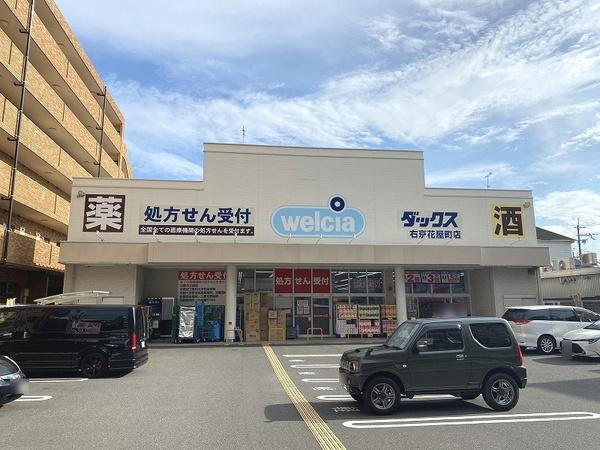 薬
処方せん受付
全国全ての医療機関の処方せんを受付ます。
welcia
ダックス
右京花屋町店
酒
処方せん受付